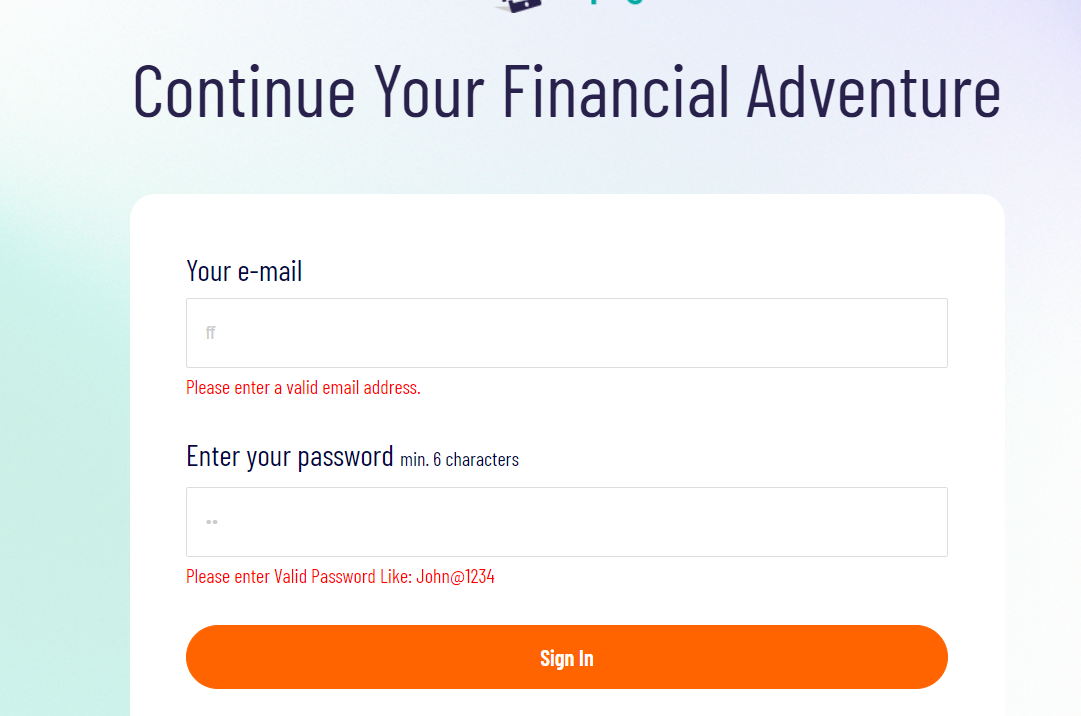 Continue Your Financial Adventure
Your e-mail
ff
Please enter a valid email address.
Enter your password min. 6 characters
••
Please enter Valid Password Like: John@1234
Sign In